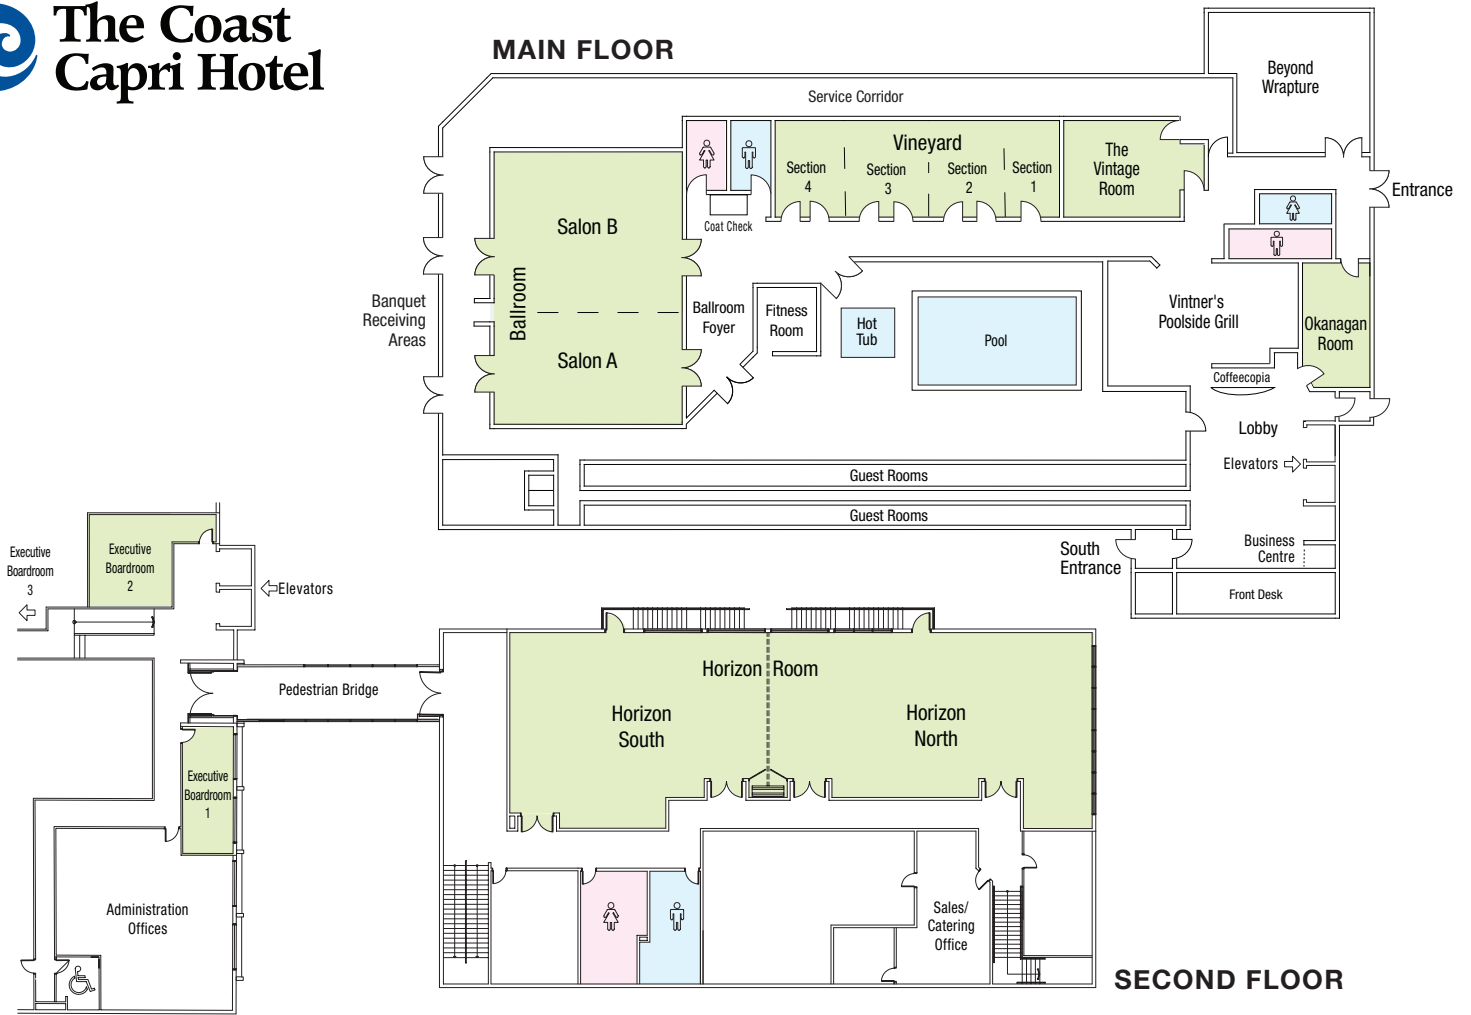 The Coast
Capri Hotel
MAIN FLOOR
Beyond
Wrapture
Service Corridor
Vineyard
Section
4
Section
3
Section
2
Section
1
The
Vintage
Room
Entrance
Coat Check
Salon B
Ballroom
Salon A
Banquet
Receiving
Areas
Ballroom
Foyer
Fitness
Room
Hot
Tub
Pool
Vintner's
Poolside Grill
Okanagan
Room
Coffeecopia
Lobby
Elevators
Guest Rooms
Guest Rooms
South
Entrance
Business
Centre
Front Desk
Executive
Boardroom
3
Executive
Boardroom
2
Elevators
Pedestrian Bridge
Horizon Room
Horizon
South
Horizon
North
Executive
Boardroom
1
Administration
Offices
Sales/
Catering
Office
SECOND FLOOR